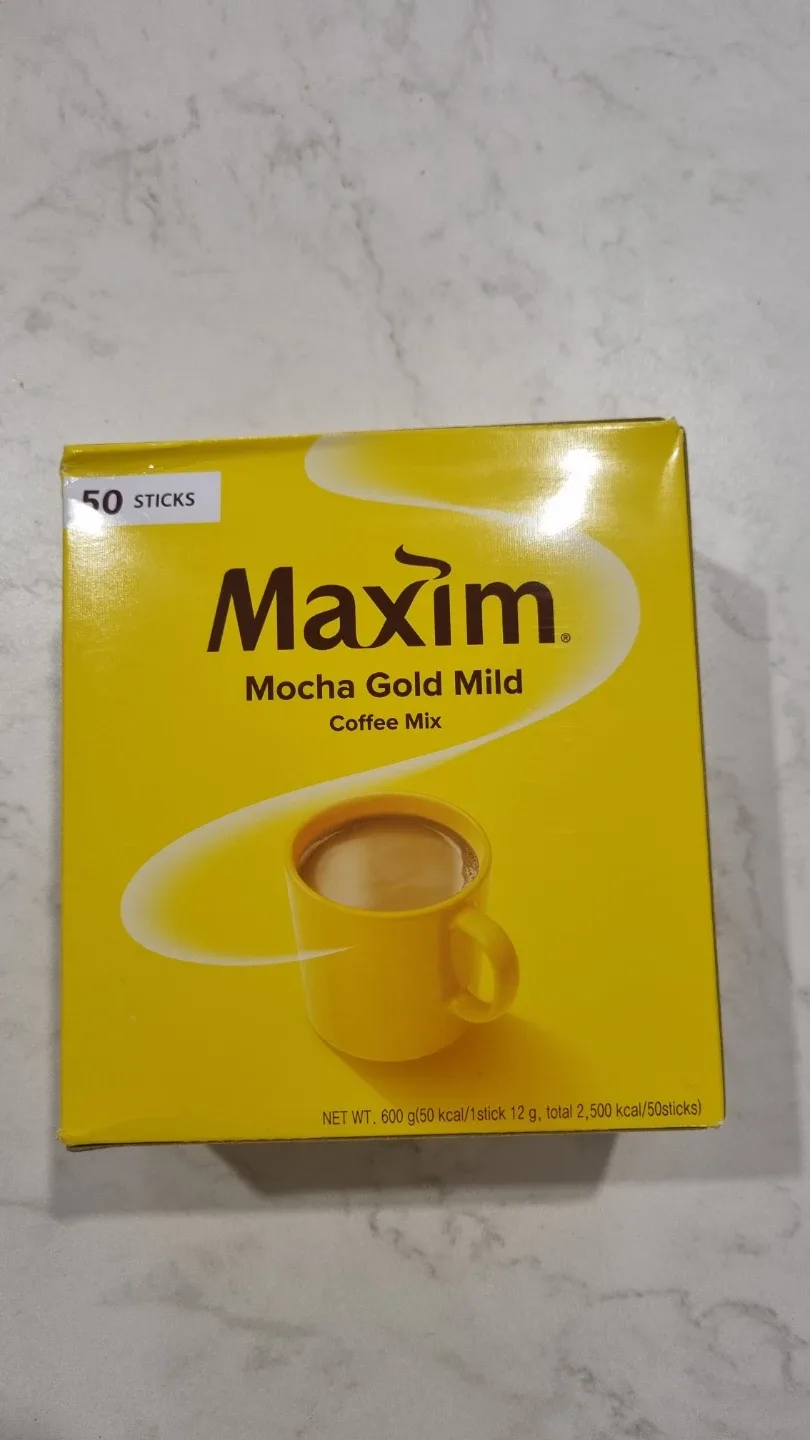 50 STICKS
Maxim®
Mocha Gold Mild
Coffee Mix
NET WT. 600 g(50 kcal/1stick 12 g, total 2,500 kcal/50sticks)